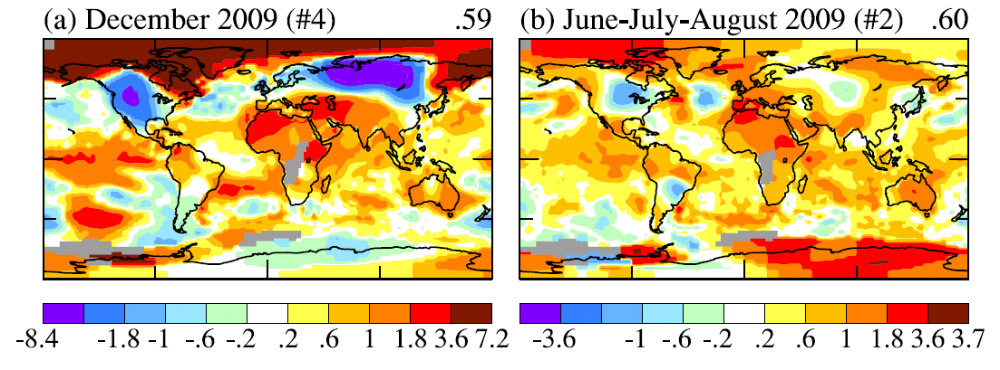 (a) December 2009 (#4) .59
(b) June-July-August 2009 (#2) .60
-8.4 -1.8 -1 -.6 -.2 .2 .6 1 1.8 3.6 7.2
-3.6 -1 -.6 -.2 .2 .6 1 1.8 3.6 3.7